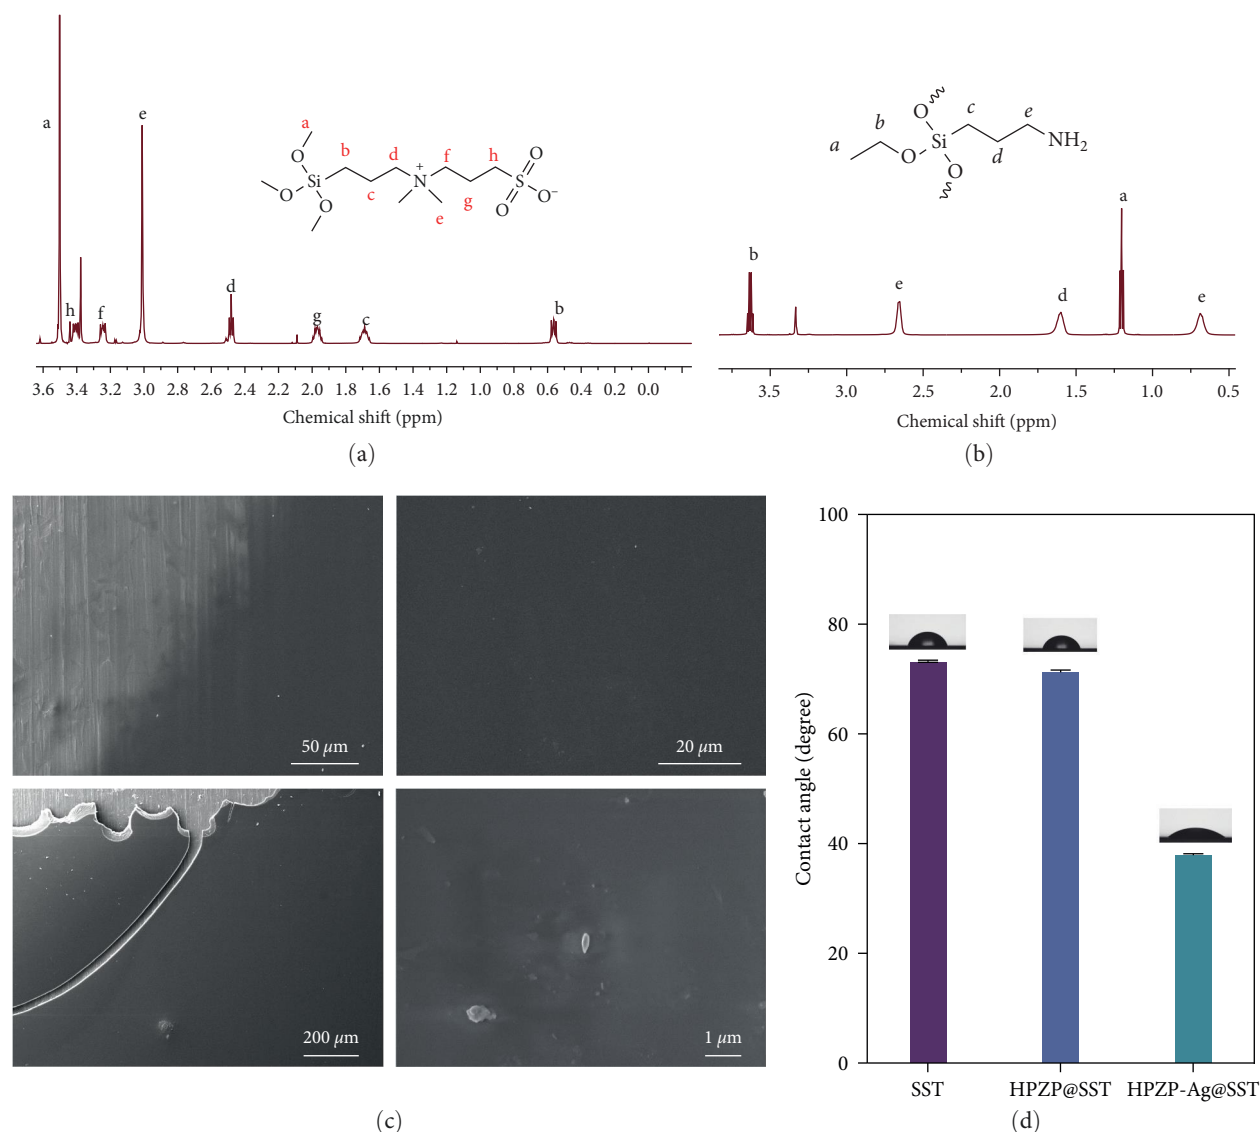 a
e
h
f
d
g
c
b
a
O
b
d
+
f
h
O
Si
N
S
O
O
O
O−
c
e
g
3.6 3.4 3.2 3.0 2.8 2.6 2.4 2.2 2.0 1.8 1.6 1.4 1.2 1.0 0.8 0.6 0.4 0.2 0.0
Chemical shift (ppm)
(a)
O
c
e
b
Si
NH2
a
O
d
O
a
b
e
d
e
3.5 3.0 2.5 2.0 1.5 1.0 0.5
Chemical shift (ppm)
(b)
50 μm
20 μm
200 μm
1 μm
(c)
100
80
60
40
20
0
Contact angle (degree)
SST HPZP@SST HPZP-Ag@SST
(d)